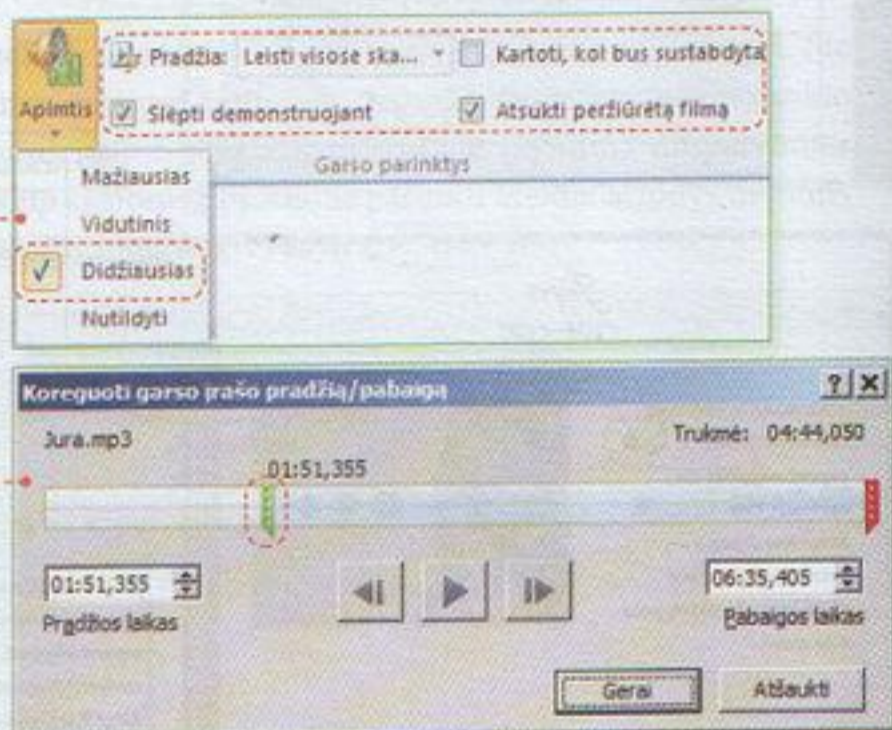 Pradžia: Leisti visose ska... Kartoti, kol bus sustabdyta
Apimtis Slėpti demonstruojant Atsukti peržiūrėtą filmą
Garso parinktys
Mažiausias
Vidutinis
Didžiausias
Nutildyti
Koreguoti garso įrašo pradžią/pabaigą
Jura.mp3 Trukmė: 04:44,050
01:51,355
01:51,355 06:35,405
Pradžios laikas Pabaigos laikas
Gerai Atšaukti